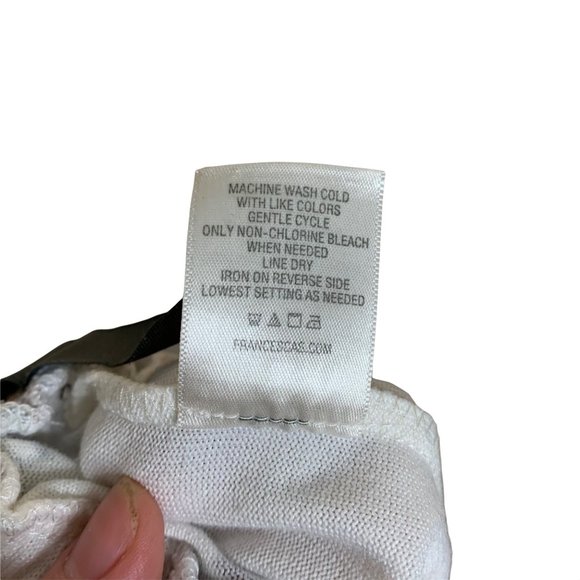 MACHINE WASH COLD
WITH LIKE COLORS
GENTLE CYCLE
ONLY NON-CHLORINE BLEACH
WHEN NEEDED
LINE DRY
IRON ON REVERSE SIDE
LOWEST SETTING AS NEEDED
FRANCESCAS.COM